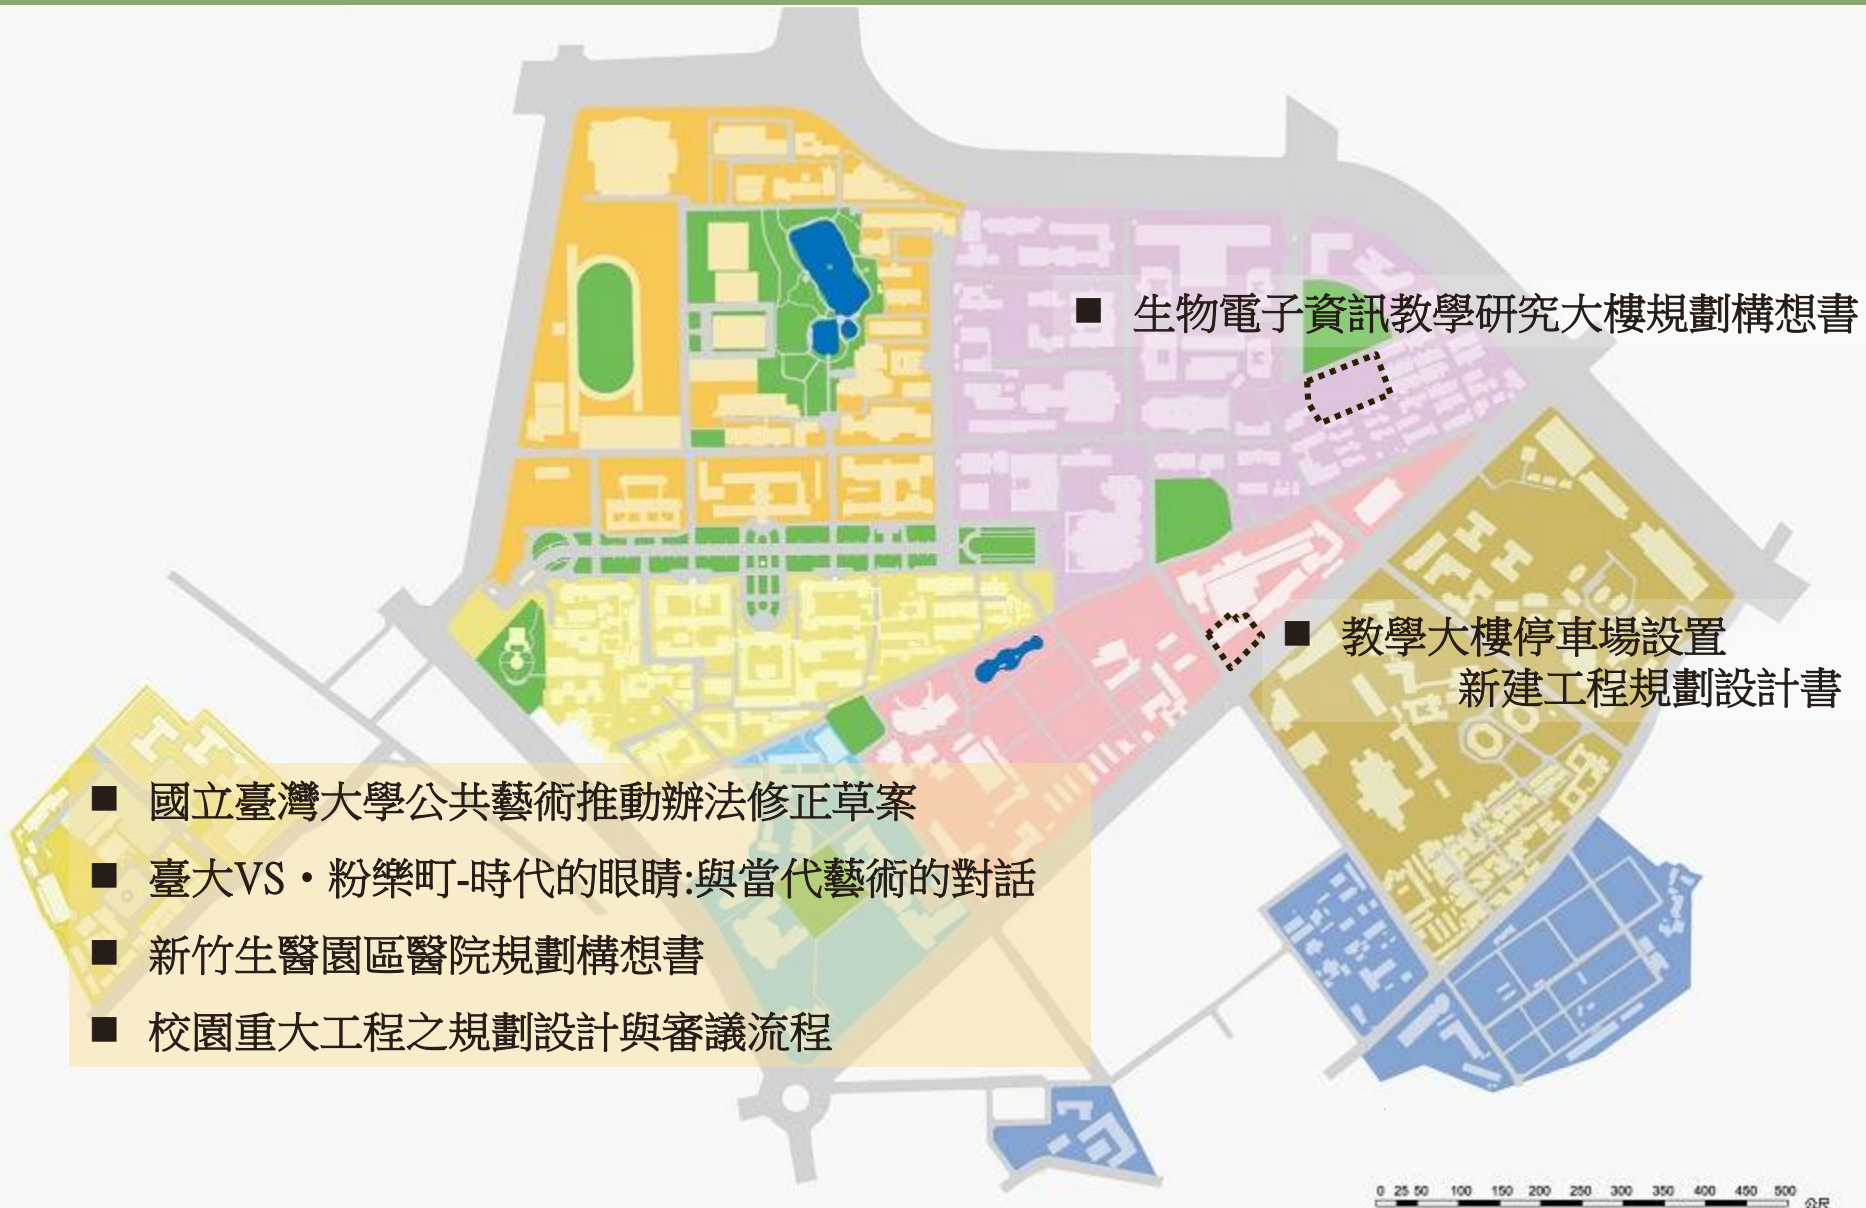 ■ 生物電子資訊教學研究大樓規劃構想書
■ 教學大樓停車場設置
新建工程規劃設計書
■ 國立臺灣大學公共藝術推動辦法修正草案
■ 臺大VS・粉樂町-時代的眼睛:與當代藝術的對話
■ 新竹生醫園區醫院規劃構想書
■ 校園重大工程之規劃設計與審議流程
0 25 50 100 150 200 250 300 350 400 450 500
公尺